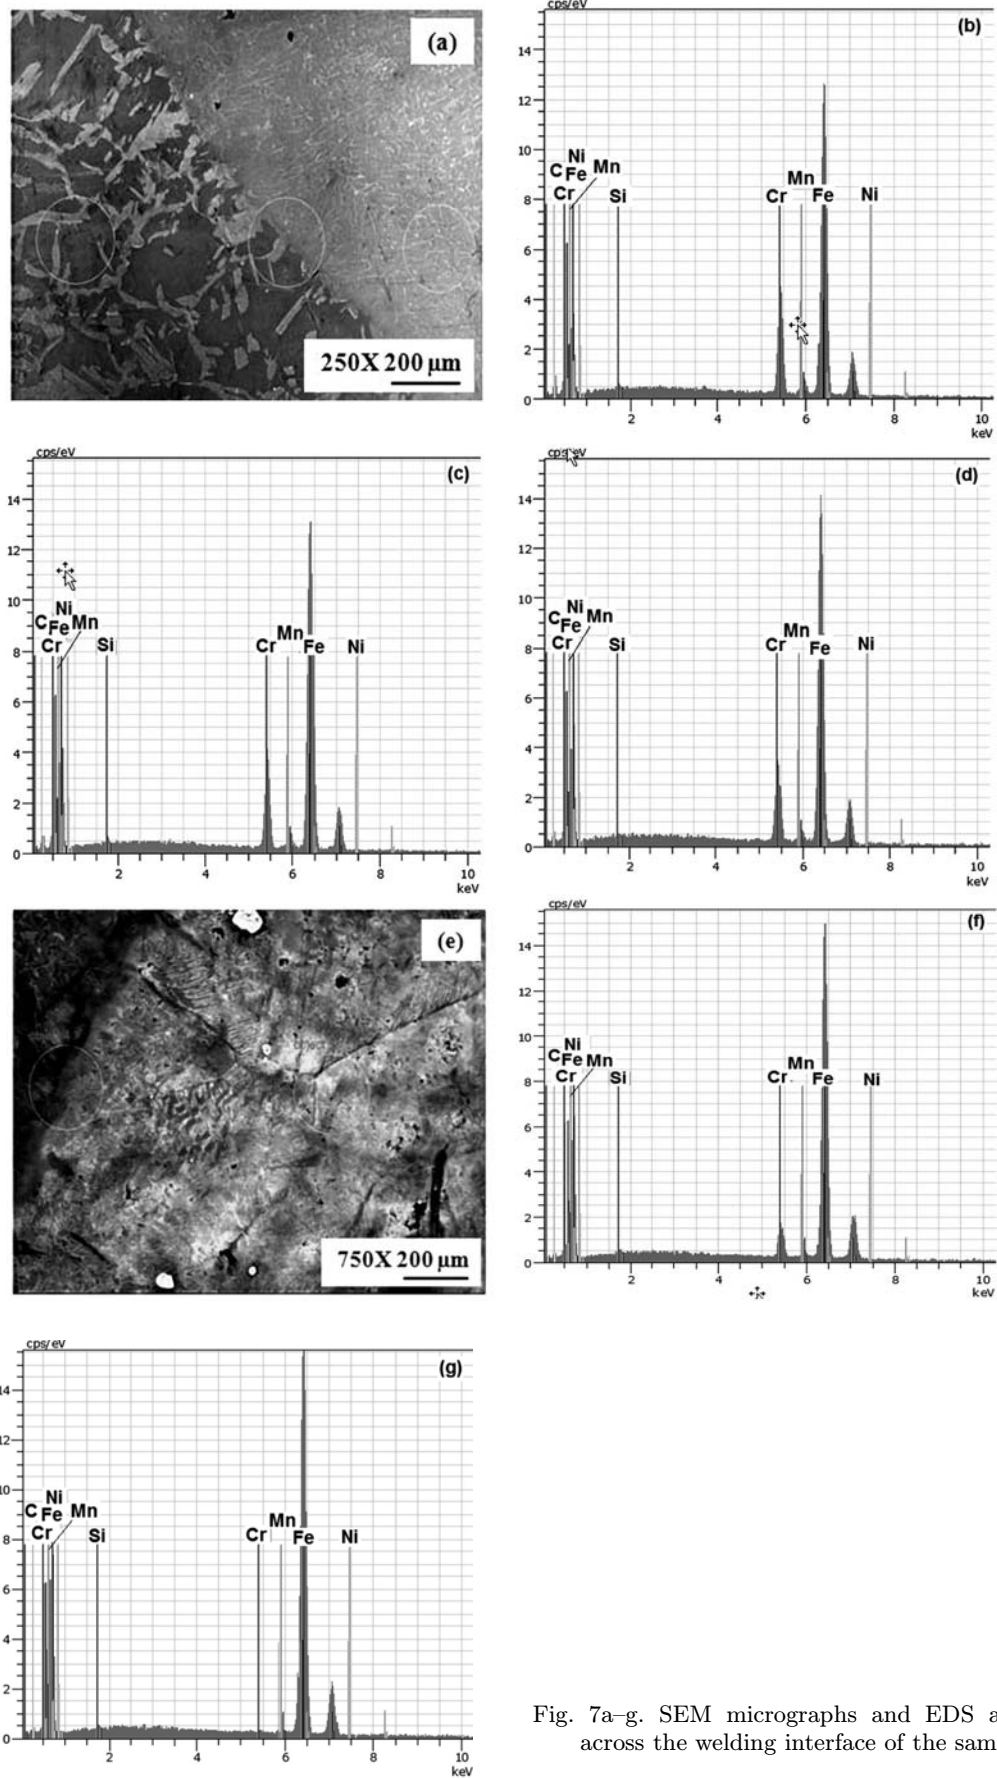 (a)
250X 200 μm
cps/eV
(b)
14
12
10
8
6
4
2
0
C
Ni
Fe
Cr
Mn
Si
Cr
Mn
Fe
Ni
2
4
6
8
10
keV
cps/eV
(c)
14
12
10
8
6
4
2
0
C
Ni
Fe
Cr
Mn
Si
Cr
Mn
Fe
Ni
2
4
6
8
10
keV
cps/eV
(d)
14
12
10
8
6
4
2
0
C
Ni
Fe
Cr
Mn
Si
Cr
Mn
Fe
Ni
2
4
6
8
10
keV
(e)
750X 200 μm
cps/eV
(f)
14
12
10
8
6
4
2
0
C
Ni
Fe
Cr
Mn
Si
Cr
Mn
Fe
Ni
2
4
6
8
10
keV
cps/eV
(g)
14
12
10
8
6
4
2
0
C
Ni
Fe
Cr
Mn
Si
Cr
Mn
Fe
Ni
2
4
6
8
10
keV
Fig. 7a–g. SEM micrographs and EDS a
across the welding interface of the sam